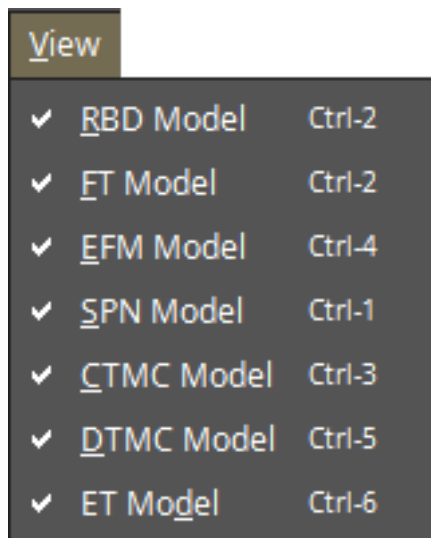 View
RBD Model Ctrl-2
FT Model Ctrl-2
EFM Model Ctrl-4
SPN Model Ctrl-1
CTMC Model Ctrl-3
DTMC Model Ctrl-5
ET Model Ctrl-6